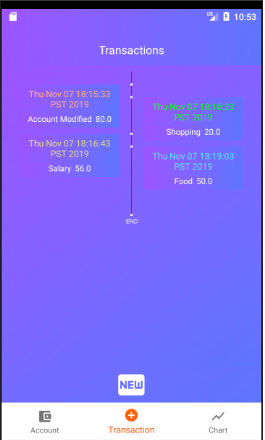 10:53
Transactions
Thu Nov 07 18:15:33
PST 2019
Account Modified 80.0
Thu Nov 07 18:16:23
PST 2019
Shopping 20.0
Thu Nov 07 18:16:43
PST 2019
Salary 56.0
Thu Nov 07 18:19:03
PST 2019
Food 50.0
END
NEW
Account
Transaction
Chart